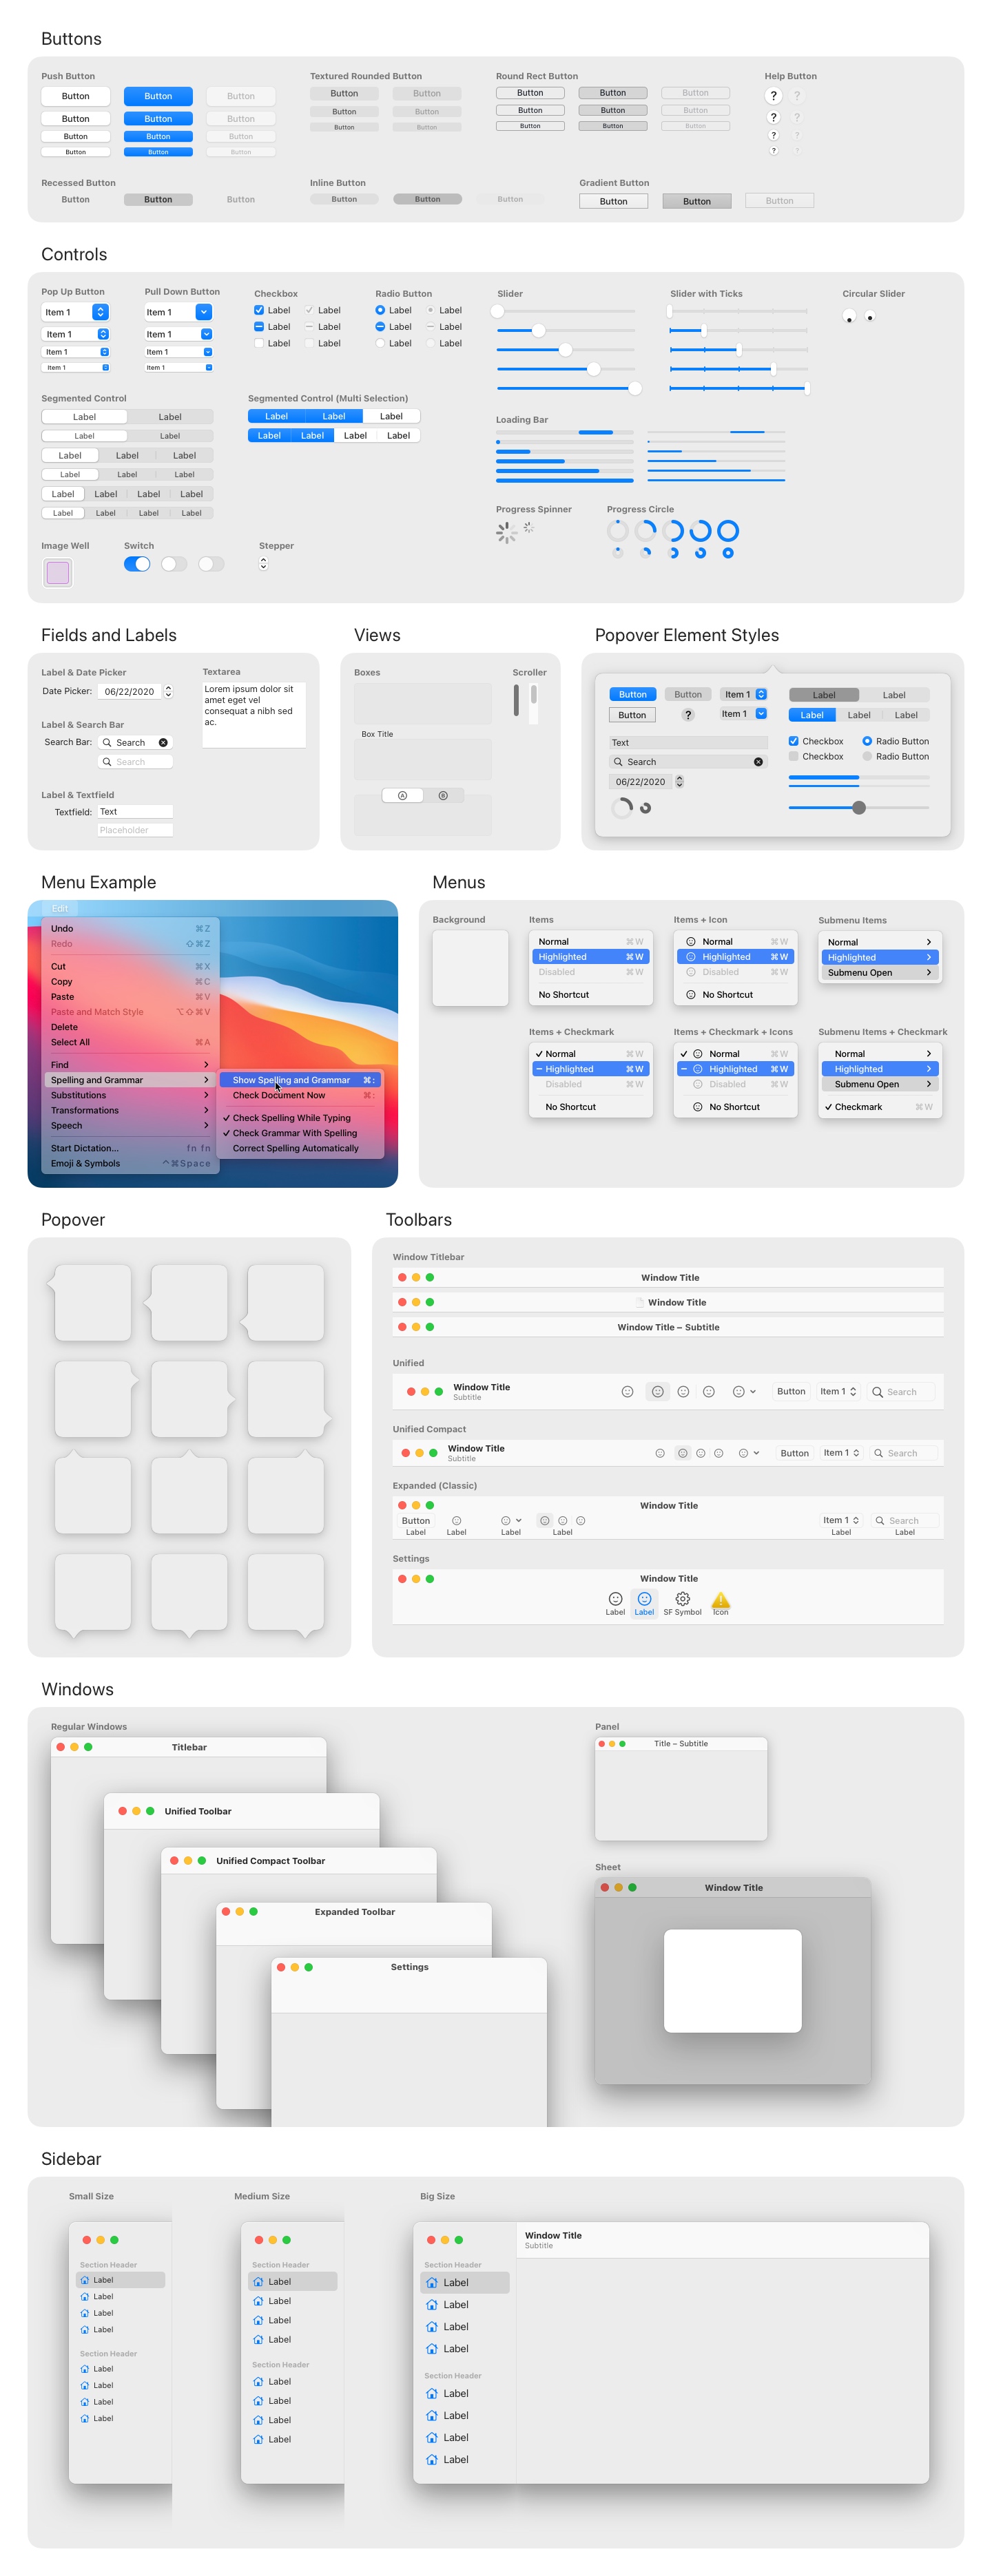 Buttons
Push Button
Button Button Button
Button Button Button
Button Button Button
Button Button Button
Textured Rounded Button
Button Button
Button Button
Button Button
Round Rect Button
Button Button Button
Button Button Button
Button Button Button
Help Button
? ?
? ?
? ?
? ?
Recessed Button
Button Button Button
Inline Button
Button Button Button
Gradient Button
Button Button Button
Controls
Pop Up Button
Item 1
Item 1
Item 1
Item 1
Pull Down Button
Item 1
Item 1
Item 1
Item 1
Checkbox
Label Label
Label Label
Label Label
Radio Button
Label Label
Label Label
Label Label
Slider
Slider with Ticks
Circular Slider
Segmented Control
Label Label
Label Label
Label Label Label
Label Label Label
Label Label Label Label
Label Label Label Label
Segmented Control (Multi Selection)
Label Label Label
Label Label Label Label
Loading Bar
Progress Spinner
Progress Circle
Image Well
Switch
Stepper
Fields and Labels
Label & Date Picker
Date Picker: 06/22/2020
Label & Search Bar
Search Bar: Search
Search
Label & Textfield
Textfield: Text
Placeholder
Textarea
Lorem ipsum dolor sit
amet eget vel
consequat a nibh sed
ac.
Views
Boxes
Box Title
A B
Scroller
Popover Element Styles
Button Button Item 1
Button ? Item 1
Text
Search
06/22/2020
Label Label
Label Label Label
Checkbox Radio Button
Checkbox Radio Button
Menu Example
Edit
Undo ⌘Z
Redo ⇧⌘Z
Cut ⌘X
Copy ⌘C
Paste ⌘V
Paste and Match Style ⌥⇧⌘V
Delete
Select All ⌘A
Find
Spelling and Grammar
Substitutions
Transformations
Speech
Start Dictation... fn fn
Emoji & Symbols ^⌘Space
Show Spelling and Grammar ⌘:
Check Document Now ⌘;
✓ Check Spelling While Typing
✓ Check Grammar With Spelling
Correct Spelling Automatically
Menus
Background
Items
Normal ⌘W
Highlighted ⌘W
Disabled ⌘W
No Shortcut
Items + Icon
Normal ⌘W
Highlighted ⌘W
Disabled ⌘W
No Shortcut
Submenu Items
Normal
Highlighted
Submenu Open
Items + Checkmark
✓ Normal ⌘W
– Highlighted ⌘W
Disabled ⌘W
No Shortcut
Items + Checkmark + Icons
✓ Normal ⌘W
– Highlighted ⌘W
Disabled ⌘W
No Shortcut
Submenu Items + Checkmark
Normal
Highlighted
Submenu Open
✓ Checkmark ⌘W
Popover
Toolbars
Window Titlebar
Window Title
Window Title
Window Title – Subtitle
Unified
Window Title
Subtitle
Button Item 1 Search
Unified Compact
Window Title
Subtitle
Button Item 1 Search
Expanded (Classic)
Window Title
Button Item 1 Search
Label Label Label Label Label Label
Settings
Window Title
Label Label SF Symbol Icon
Windows
Regular Windows
Titlebar
Unified Toolbar
Unified Compact Toolbar
Expanded Toolbar
Settings
Panel
Title – Subtitle
Sheet
Window Title
Sidebar
Small Size
Section Header
Label
Label
Label
Label
Section Header
Label
Label
Label
Label
Medium Size
Section Header
Label
Label
Label
Label
Section Header
Label
Label
Label
Label
Big Size
Section Header
Label
Label
Label
Label
Section Header
Label
Label
Label
Label
Window Title
Subtitle